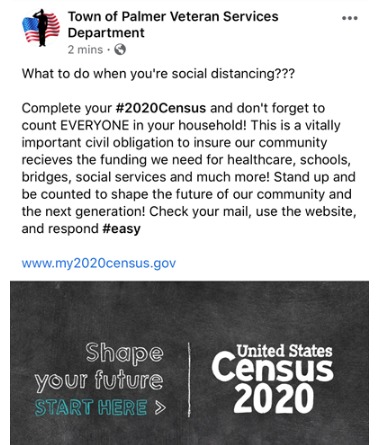 Town of Palmer Veteran Services
Department
2 mins ·
What to do when you're social distancing???
Complete your #2020Census and don't forget to
count EVERYONE in your household! This is a vitally
important civil obligation to insure our community
recieves the funding we need for healthcare, schools,
bridges, social services and much more! Stand up and
be counted to shape the future of our community and
the next generation! Check your mail, use the website,
and respond #easy
www.my2020census.gov
Shape
your future
START HERE >
United States
Census
2020